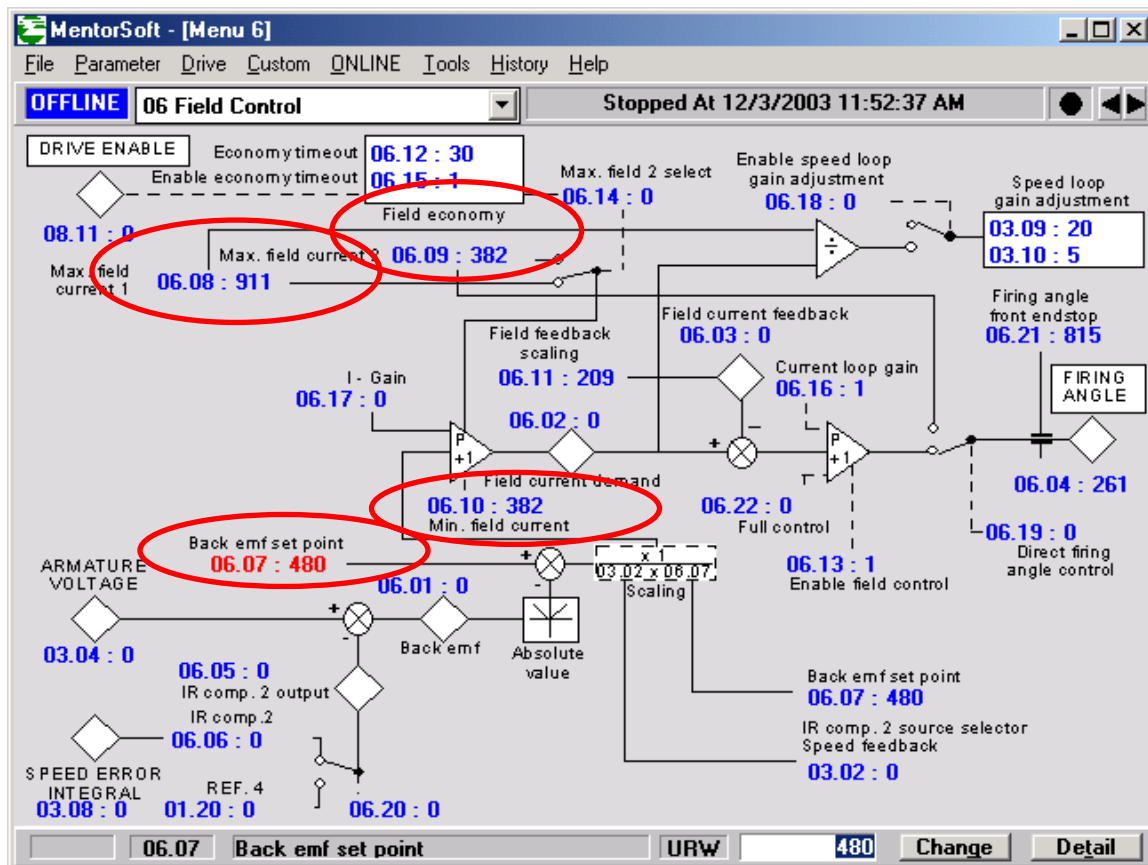 MentorSoft - [Menu 6]
File Parameter Drive Custom ONLINE Tools History Help
OFFLINE 06 Field Control Stopped At 12/3/2003 11:52:37 AM
DRIVE ENABLE
08.11 : 0
Economy timeout 06.12 : 30
Enable economy timeout 06.15 : 1
Field economy
Max. field 2 select
06.14 : 0
Enable speed loop
gain adjustment
06.18 : 0
Speed loop
gain adjustment
03.09 : 20
03.10 : 5
Max. field current 2 06.09 : 382
Max. field
current 1
06.08 : 911
÷
Field current feedback
06.03 : 0
Firing angle
front endstop
06.21 : 815
Field feedback
scaling
06.11 : 209
I - Gain
06.17 : 0
06.02 : 0
Current loop gain
06.16 : 1
FIRING
ANGLE
P
+1
+
-
P
+1
Field current demand
06.10 : 382
Min. field current
06.22 : 0
Full control
06.04 : 261
06.19 : 0
Direct firing
angle control
06.13 : 1
Enable field control
Back emf set point
06.07 : 480
+
-
x 1
03.02 x 06.07
Scaling
ARMATURE
VOLTAGE
03.04 : 0
+
-
06.01 : 0
Back emf
Absolute
value
06.05 : 0
IR comp. 2 output
IR comp.2
06.06 : 0
Back emf set point
06.07 : 480
IR comp. 2 source selector
Speed feedback
03.02 : 0
SPEED ERROR
INTEGRAL
03.08 : 0
REF. 4
01.20 : 0
06.20 : 0
06.07 Back emf set point URW 480 Change Detail